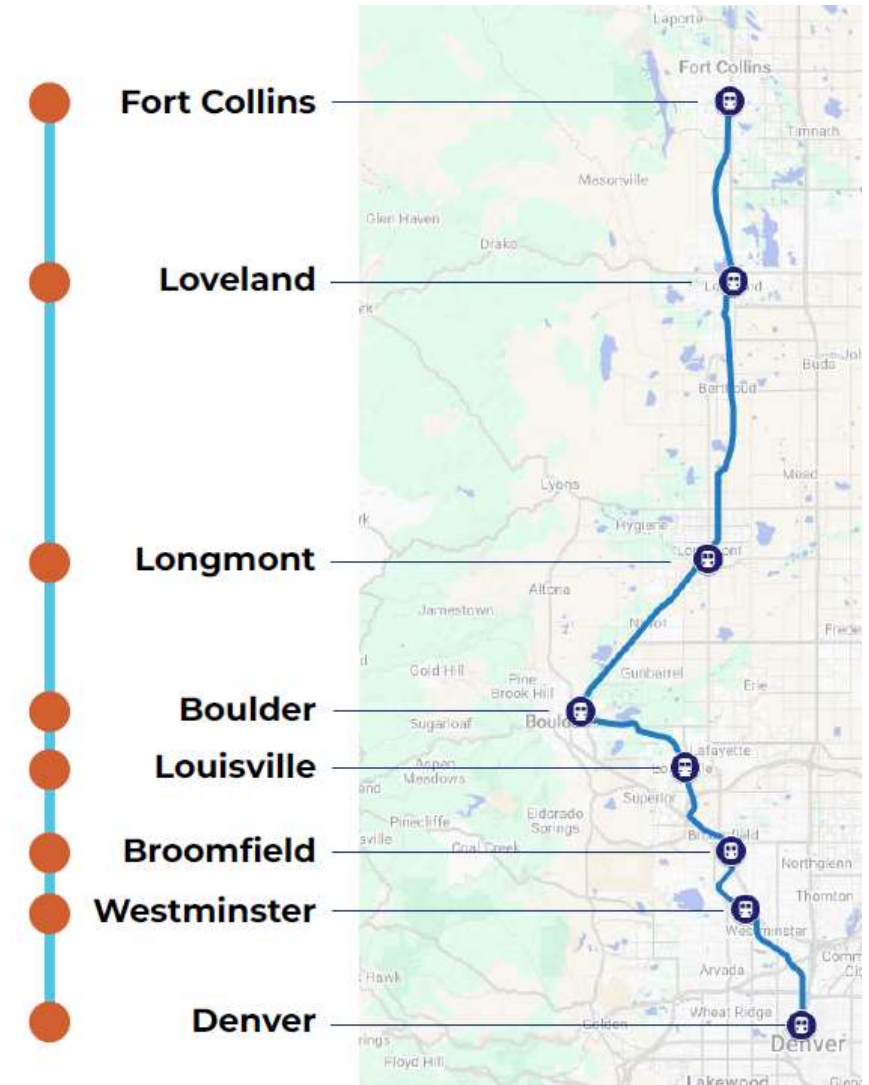 Laporte
Fort Collins
Fort Collins
Timnath
Masonville
Glen Haven
Drake
Loveland
Buds
Berthoud
Mead
Lyons
Hygiene
Longmont
Altona
Jamestown
Niwot
Gold Hill
Gunbarrel
Pine
Brook Hill
Erie
Boulder
Sugarloaf
Lafayette
Louisville
Aspen
Meadows
Superior
Pinecliffe
Eldorado
Springs
Coal Creek
Broomfield
Northglenn
Thornton
Westminster
Westminster
Arvada
Wheat Ridge
Denver
Golden
Denver
Floyd Hill
Lakewood